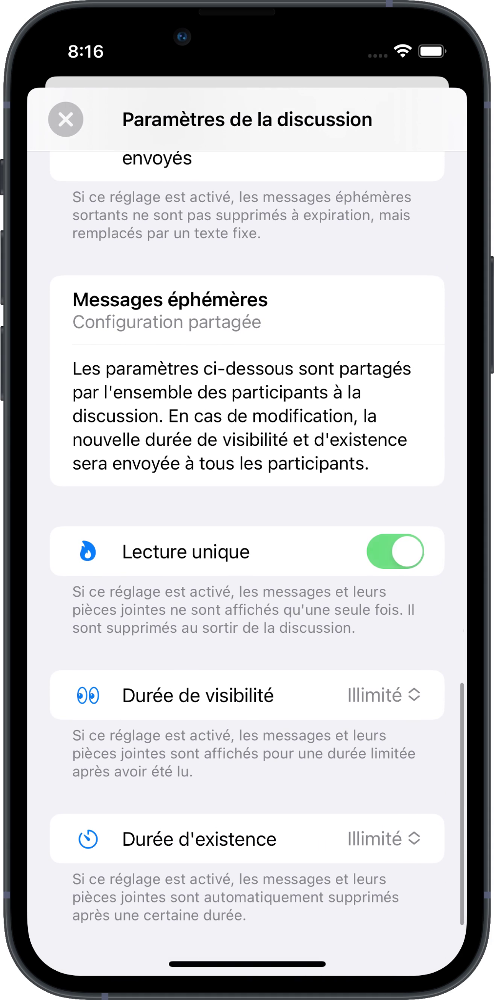 8:16
Paramètres de la discussion
envoyés
Si ce réglage est activé, les messages éphémères
sortants ne sont pas supprimés à expiration, mais
remplacés par un texte fixe.
Messages éphémères
Configuration partagée
Les paramètres ci-dessous sont partagés
par l'ensemble des participants à la
discussion. En cas de modification, la
nouvelle durée de visibilité et d'existence
sera envoyée à tous les participants.
Lecture unique
Si ce réglage est activé, les messages et leurs
pièces jointes ne sont affichés qu'une seule fois. Il
sont supprimés au sortir de la discussion.
Durée de visibilité Illimité
Si ce réglage est activé, les messages et leurs
pièces jointes sont affichés pour une durée limitée
après avoir été lu.
Durée d'existence Illimité
Si ce réglage est activé, les messages et leurs
pièces jointes sont automatiquement supprimés
après une certaine durée.